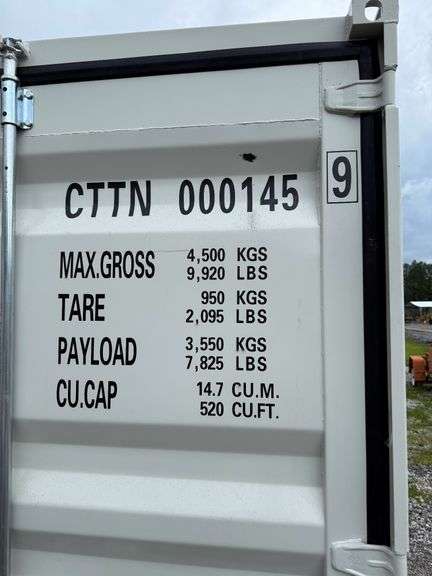 CTTN 000145 9
MAX.GROSS 4,500 KGS
9,920 LBS
TARE 950 KGS
2,095 LBS
PAYLOAD 3,550 KGS
7,825 LBS
CU.CAP 14.7 CU.M.
520 CU.FT.